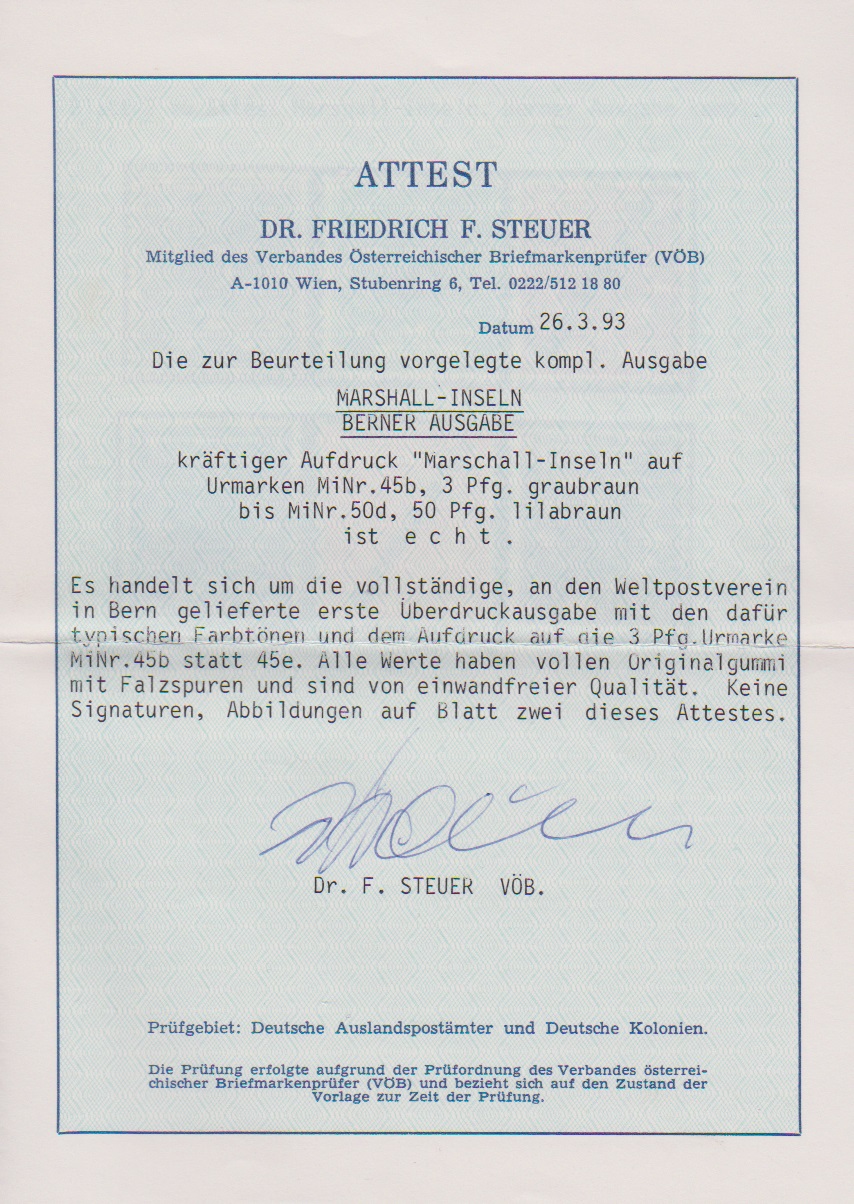 ATTEST
DR. FRIEDRICH F. STEUER
Mitglied des Verbandes Österreichischer Briefmarkenprüfer (VÖB)
A-1010 Wien, Stubenring 6, Tel. 0222/512 18 80
Datum 26.3.93
Die zur Beurteilung vorgelegte kompl. Ausgabe
MARSHALL-INSELN
BERNER AUSGABE
kräftiger Aufdruck "Marschall-Inseln" auf
Urmarken MiNr.45b, 3 Pfg. graubraun
bis MiNr.50d, 50 Pfg. lilabraun
ist e c h t .
Es handelt sich um die vollständige, an den Weltpostverein
in Bern gelieferte erste Überdruckausgabe mit den dafür
typischen Farbtönen und dem Aufdruck auf die 3 Pfg.Urmarke
MiNr.45b statt 45e. Alle Werte haben vollen Originalgummi
mit Falzspuren und sind von einwandfreier Qualität. Keine
Signaturen, Abbildungen auf Blatt zwei dieses Attestes.
Dr. F. STEUER VÖB.
Prüfgebiet: Deutsche Auslandspostämter und Deutsche Kolonien.
Die Prüfung erfolgte aufgrund der Prüfordnung des Verbandes österrei-
chischer Briefmarkenprüfer (VÖB) und bezieht sich auf den Zustand der
Vorlage zur Zeit der Prüfung.